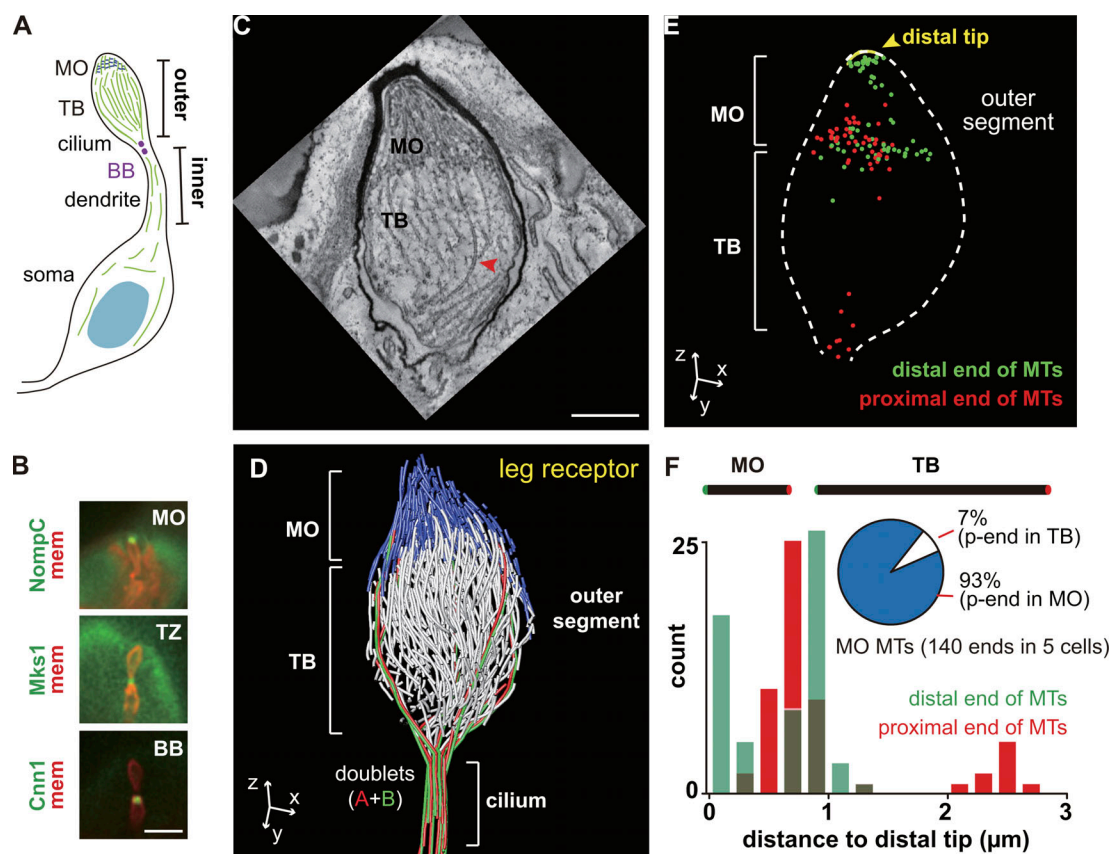 A
MO
TB
cilium
BB
dendrite
soma
outer
inner
B
NompC
mem
MO
Mks1
mem
TZ
Cnn1
mem
BB
C
MO
TB
D
leg receptor
MO
TB
outer
segment
doublets
(A+B)
cilium
z
x
y
E
distal tip
MO
outer
segment
TB
z
x
y
distal end of MTs
proximal end of MTs
F
MO
TB
25
0
count
7%
(p-end in TB)
93%
(p-end in MO)
MO MTs (140 ends in 5 cells)
distal end of MTs
proximal end of MTs
0
1
2
3
distance to distal tip (μm)